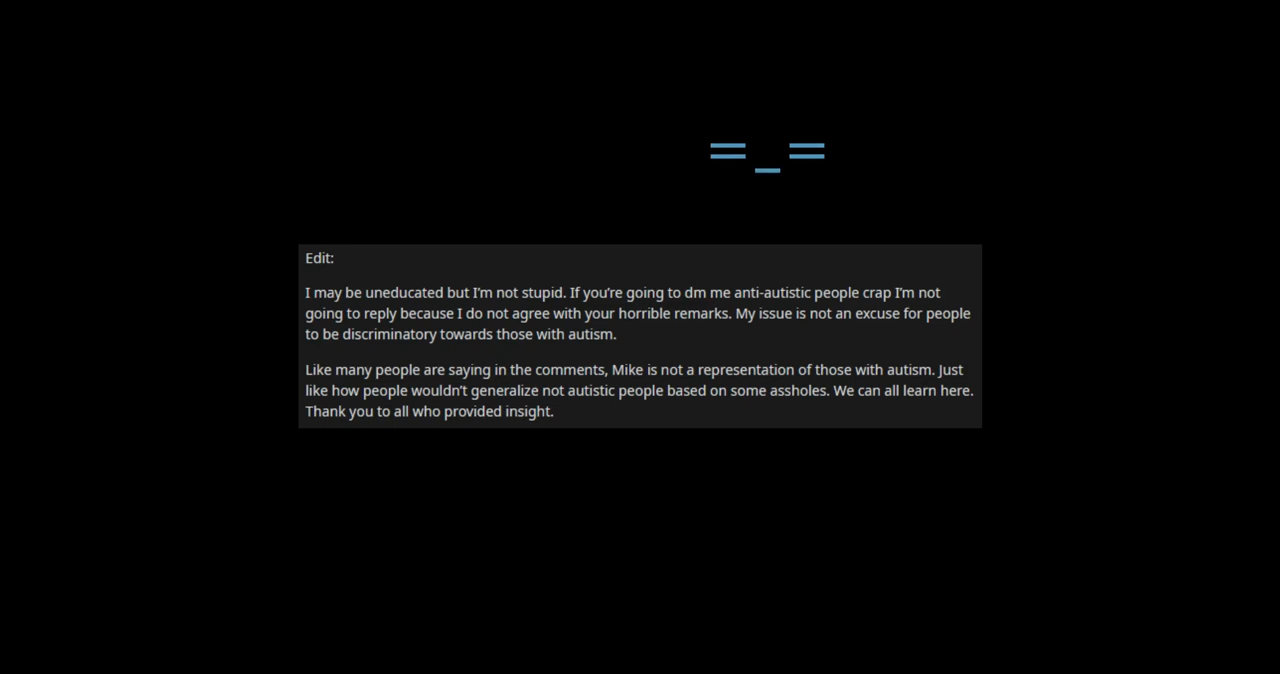 =_=
Edit:
I may be uneducated but I’m not stupid. If you’re going to dm me anti-autistic people crap I’m not
going to reply because I do not agree with your horrible remarks. My issue is not an excuse for people
to be discriminatory towards those with autism.
Like many people are saying in the comments, Mike is not a representation of those with autism. Just
like how people wouldn’t generalize not autistic people based on some assholes. We can all learn here.
Thank you to all who provided insight.